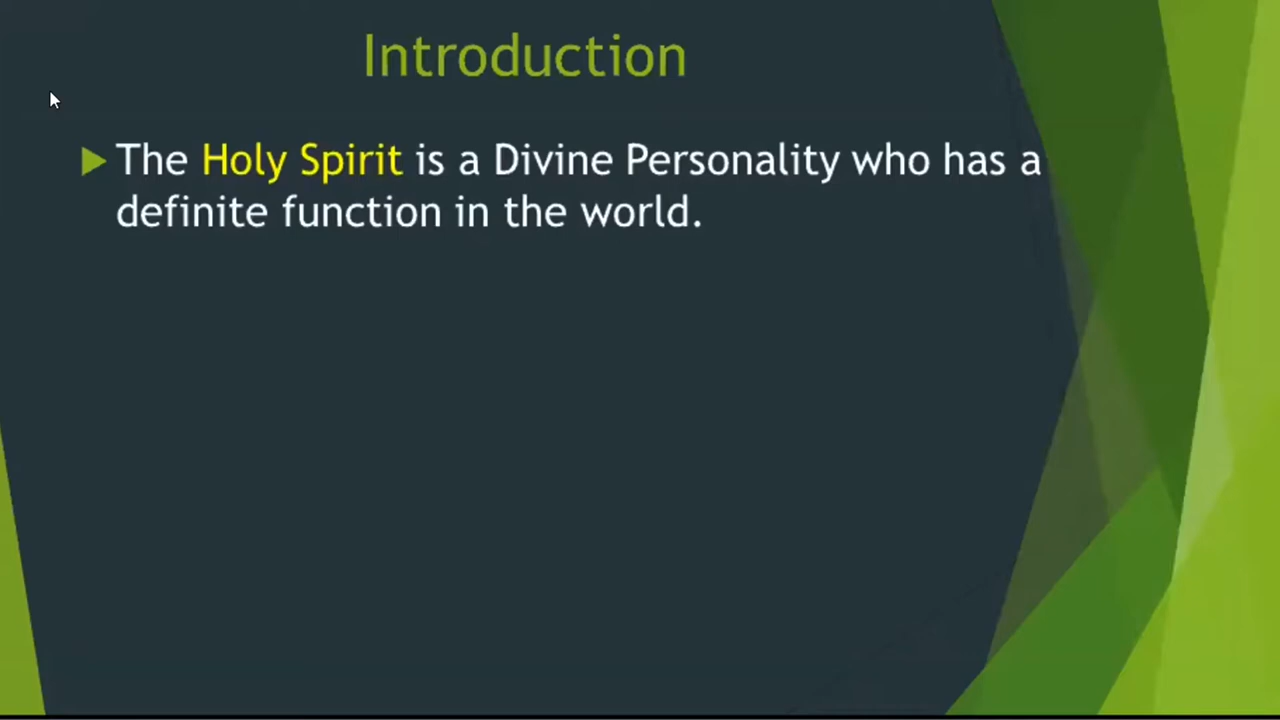 Introduction
The Holy Spirit is a Divine Personality who has a
definite function in the world.